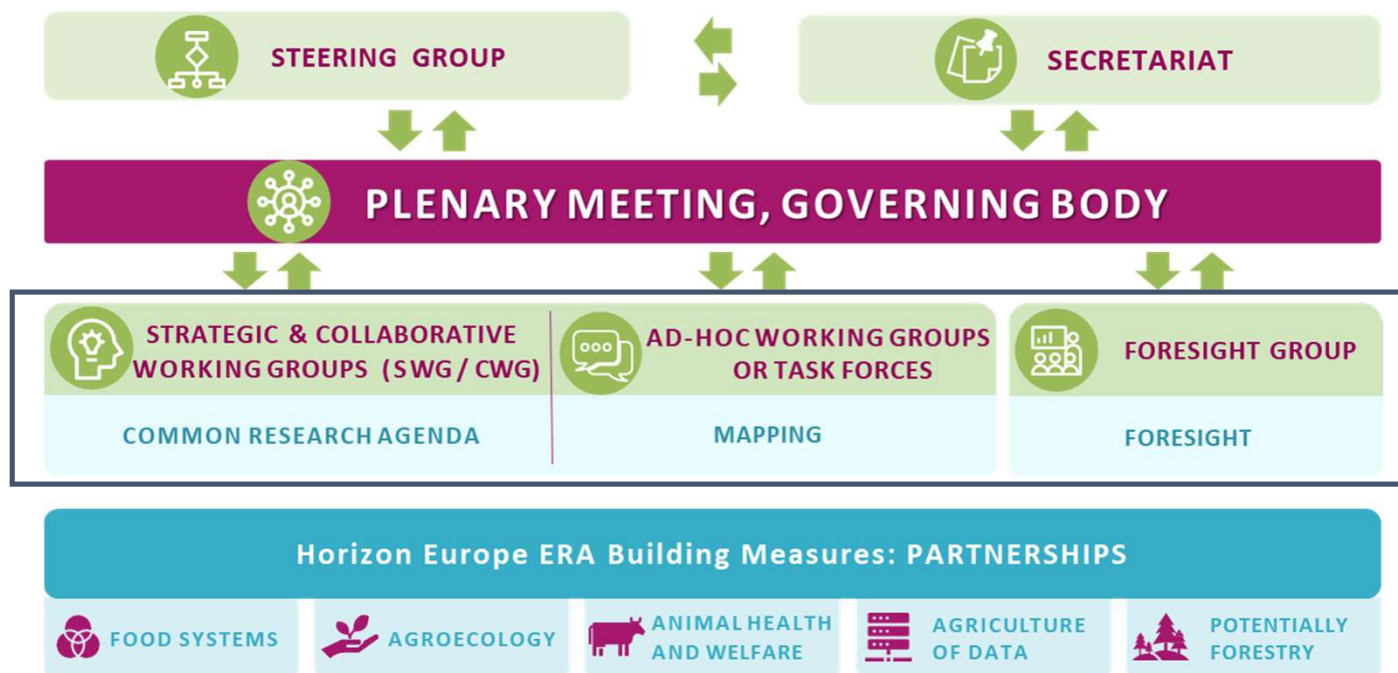 STEERING GROUP
SECRETARIAT
PLENARY MEETING, GOVERNING BODY
STRATEGIC & COLLABORATIVE
WORKING GROUPS (SWG / CWG)
COMMON RESEARCH AGENDA
AD-HOC WORKING GROUPS
OR TASK FORCES
MAPPING
FORESIGHT GROUP
FORESIGHT
Horizon Europe ERA Building Measures: PARTNERSHIPS
FOOD SYSTEMS
AGROECOLOGY
ANIMAL HEALTH
AND WELFARE
AGRICULTURE
OF DATA
POTENTIALLY
FORESTRY